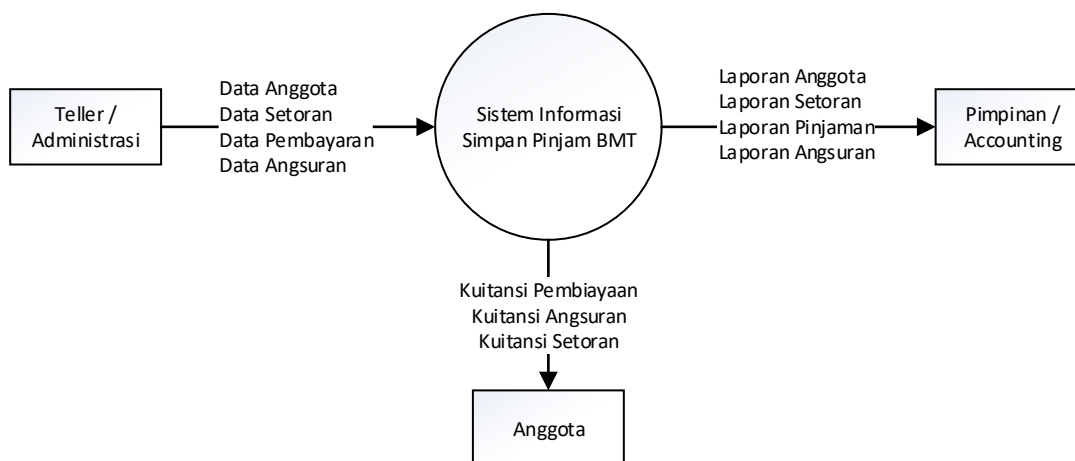 Teller /
Administrasi
Data Anggota
Data Setoran
Data Pembayaran
Data Angsuran
Sistem Informasi
Simpan Pinjam BMT
Laporan Anggota
Laporan Setoran
Laporan Pinjaman
Laporan Angsuran
Pimpinan /
Accounting
Kuitansi Pembiayaan
Kuitansi Angsuran
Kuitansi Setoran
Anggota